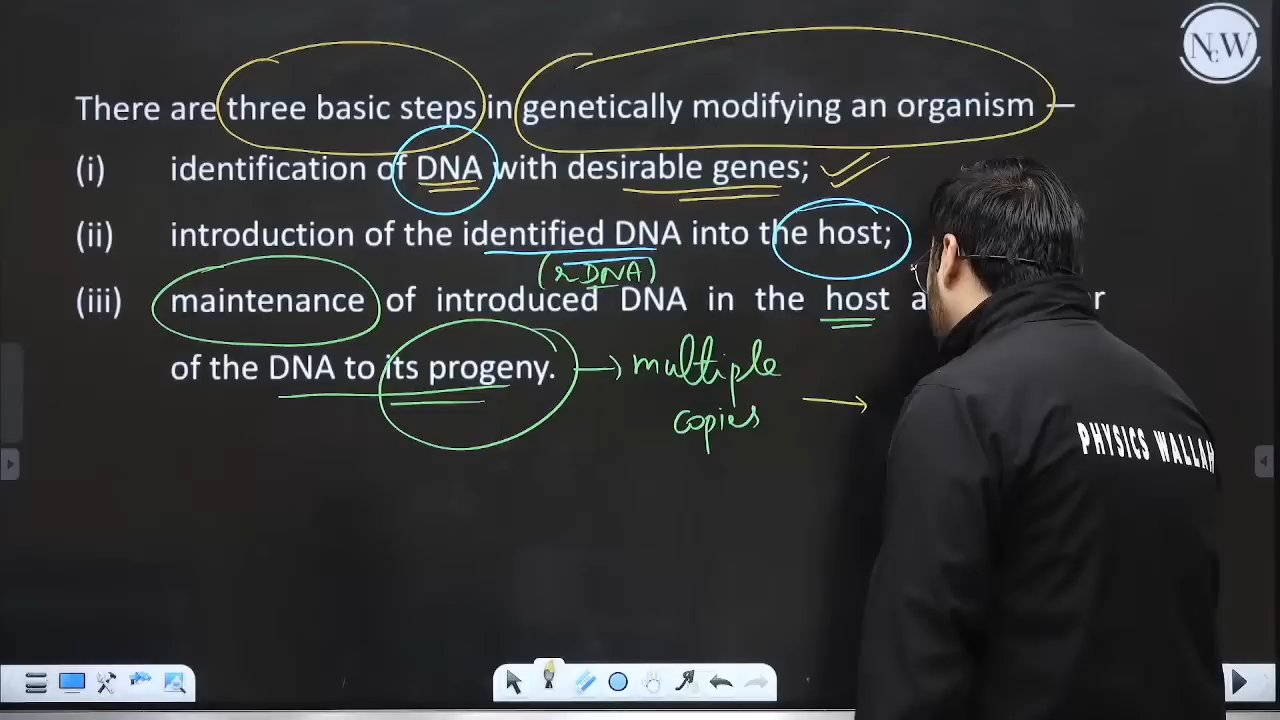 NcW
There are three basic steps in genetically modifying an organism —
(i) identification of DNA with desirable genes;
(ii) introduction of the identified DNA into the host;
(rDNA)
(iii) maintenance of introduced DNA in the host a r
of the DNA to its progeny. → multiple
copies →
PHYSICS WALLAH